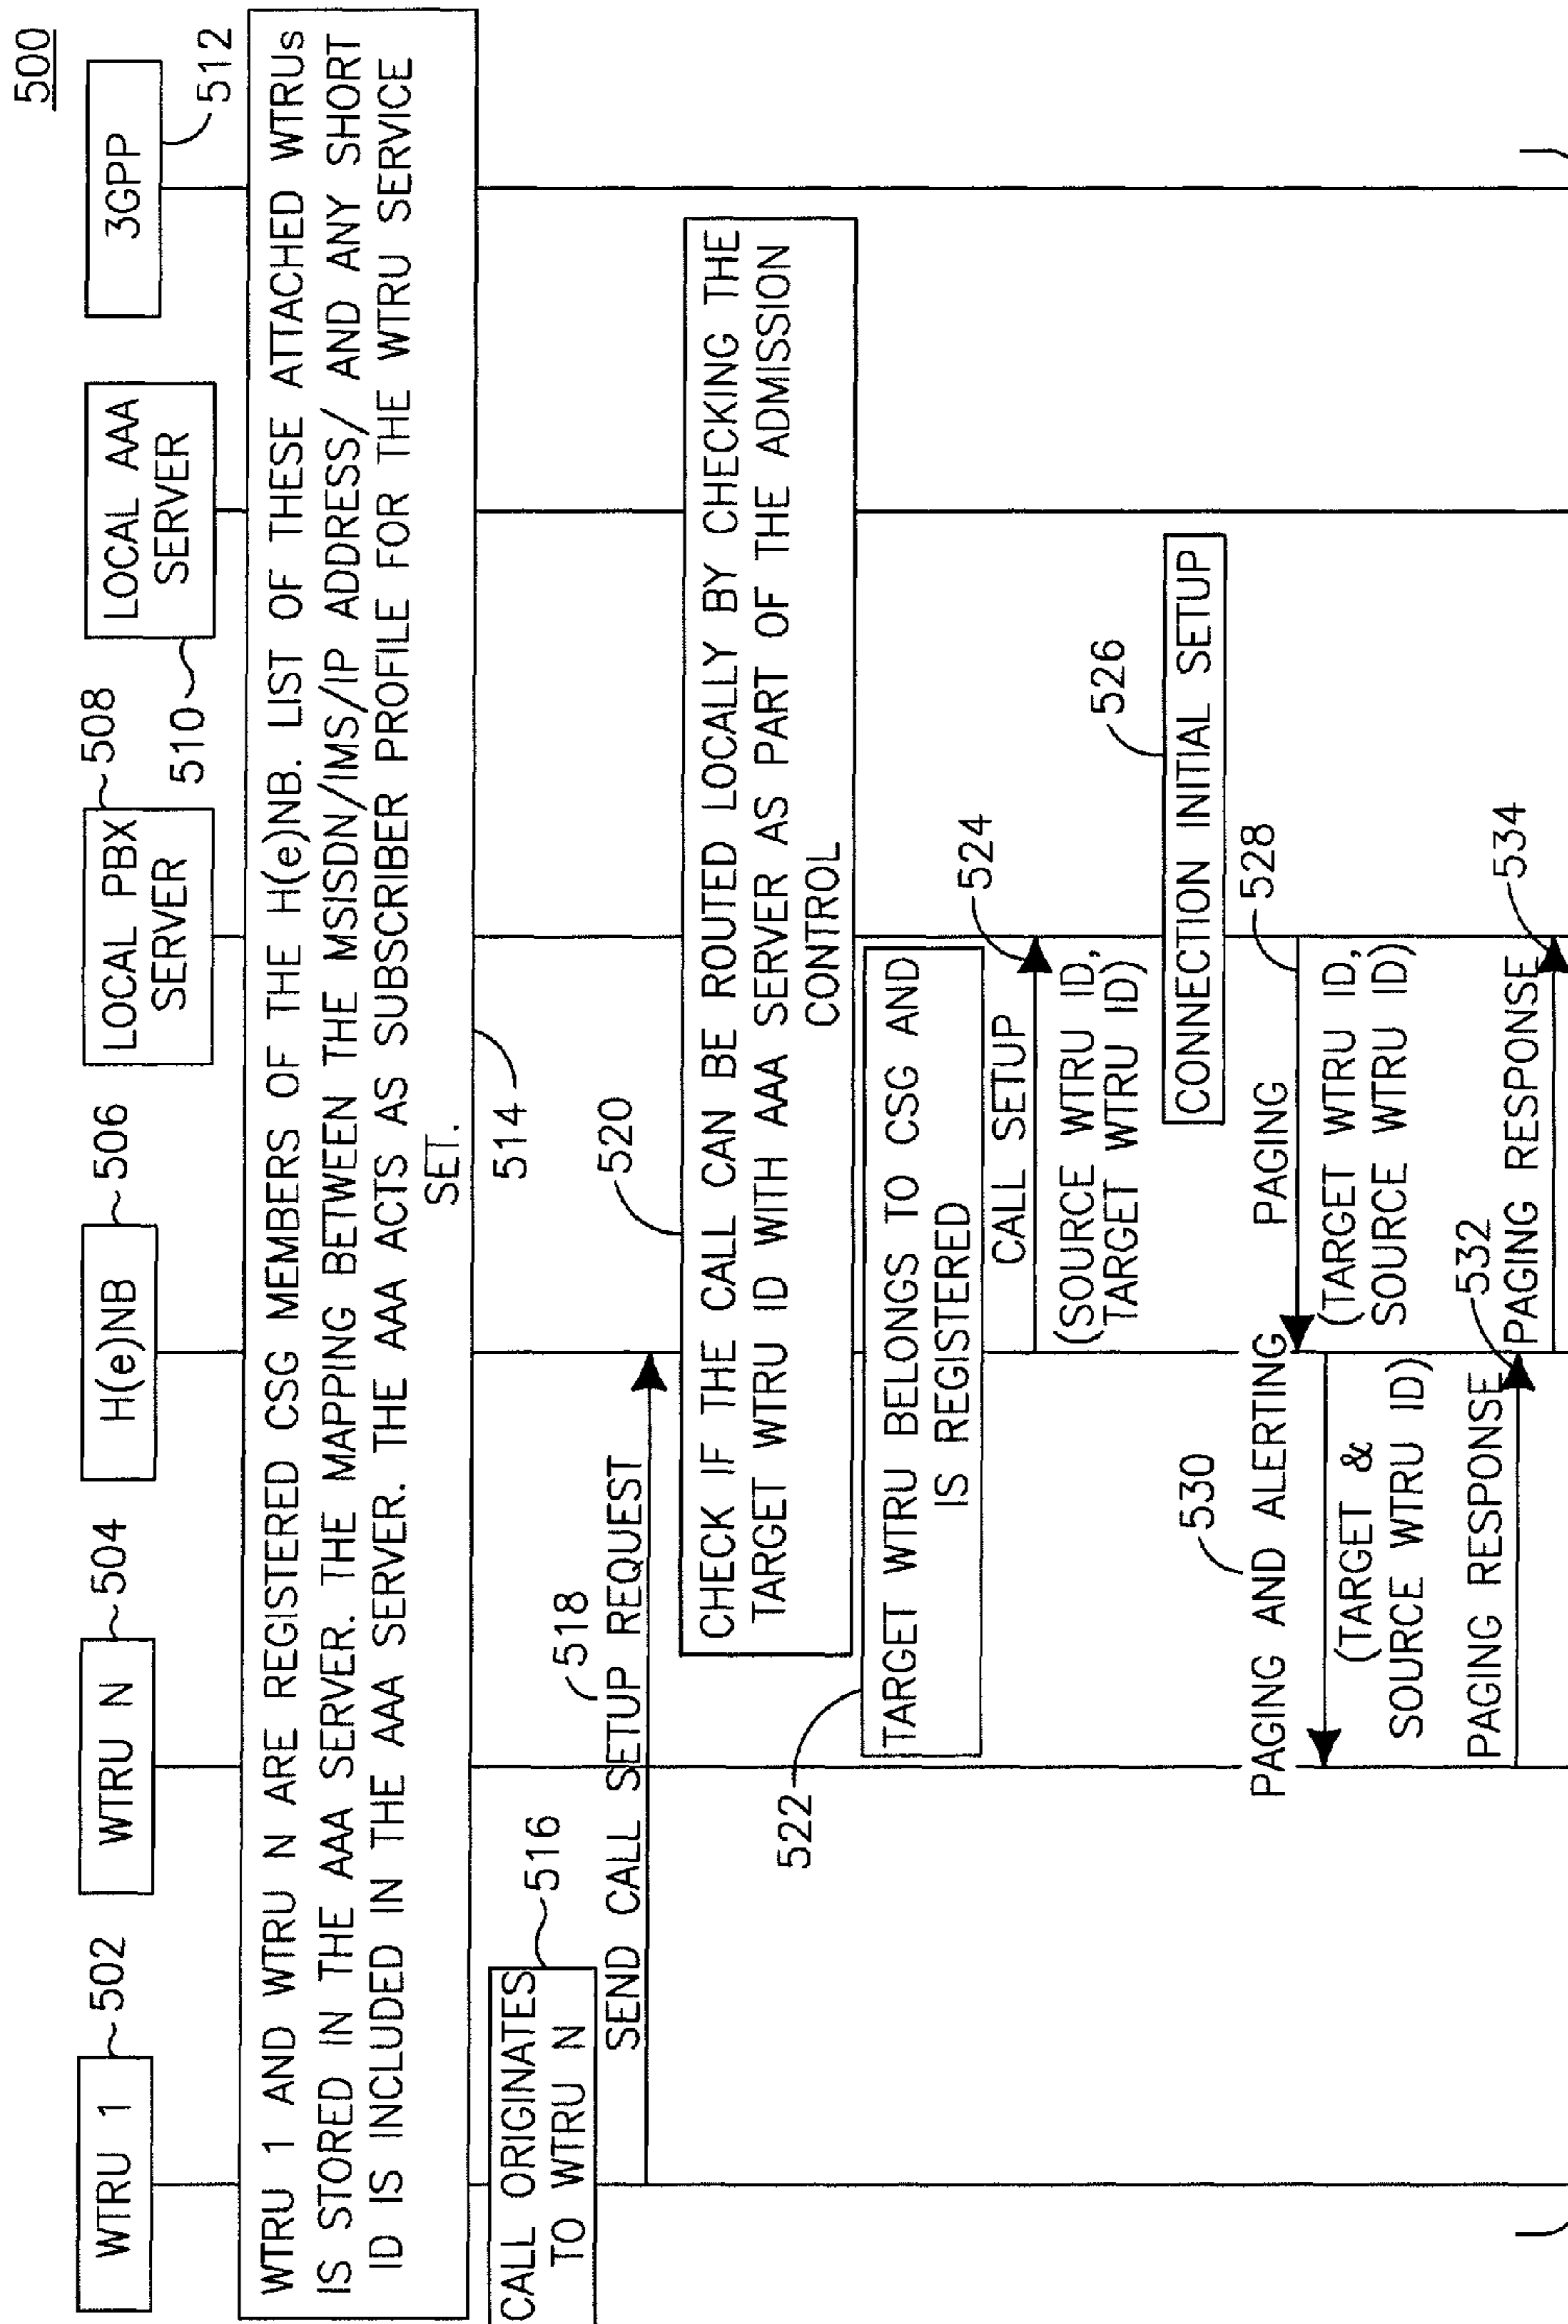 500
WTRU 1
502
WTRU N
504
H(e)NB
506
LOCAL PBX
SERVER
508
LOCAL AAA
SERVER
510
3GPP
512
WTRU 1 AND WTRU N ARE REGISTERED CSG MEMBERS OF THE H(e)NB. LIST OF THESE ATTACHED WTRUs
IS STORED IN THE AAA SERVER. THE MAPPING BETWEEN THE MSISDN/IMS/IP ADDRESS/ AND ANY SHORT
ID IS INCLUDED IN THE AAA SERVER. THE AAA ACTS AS SUBSCRIBER PROFILE FOR THE WTRU SERVICE
SET.
514
CALL ORIGINATES
TO WTRU N
516
518
SEND CALL SETUP REQUEST
520
CHECK IF THE CALL CAN BE ROUTED LOCALLY BY CHECKING THE
TARGET WTRU ID WITH AAA SERVER AS PART OF THE ADMISSION
CONTROL
522
TARGET WTRU BELONGS TO CSG AND
IS REGISTERED
CALL SETUP
524
(SOURCE WTRU ID,
TARGET WTRU ID)
526
CONNECTION INITIAL SETUP
PAGING
528
(TARGET WTRU ID,
SOURCE WTRU ID)
530
PAGING AND ALERTING
(TARGET &
SOURCE WTRU ID)
PAGING RESPONSE
532
PAGING RESPONSE
534